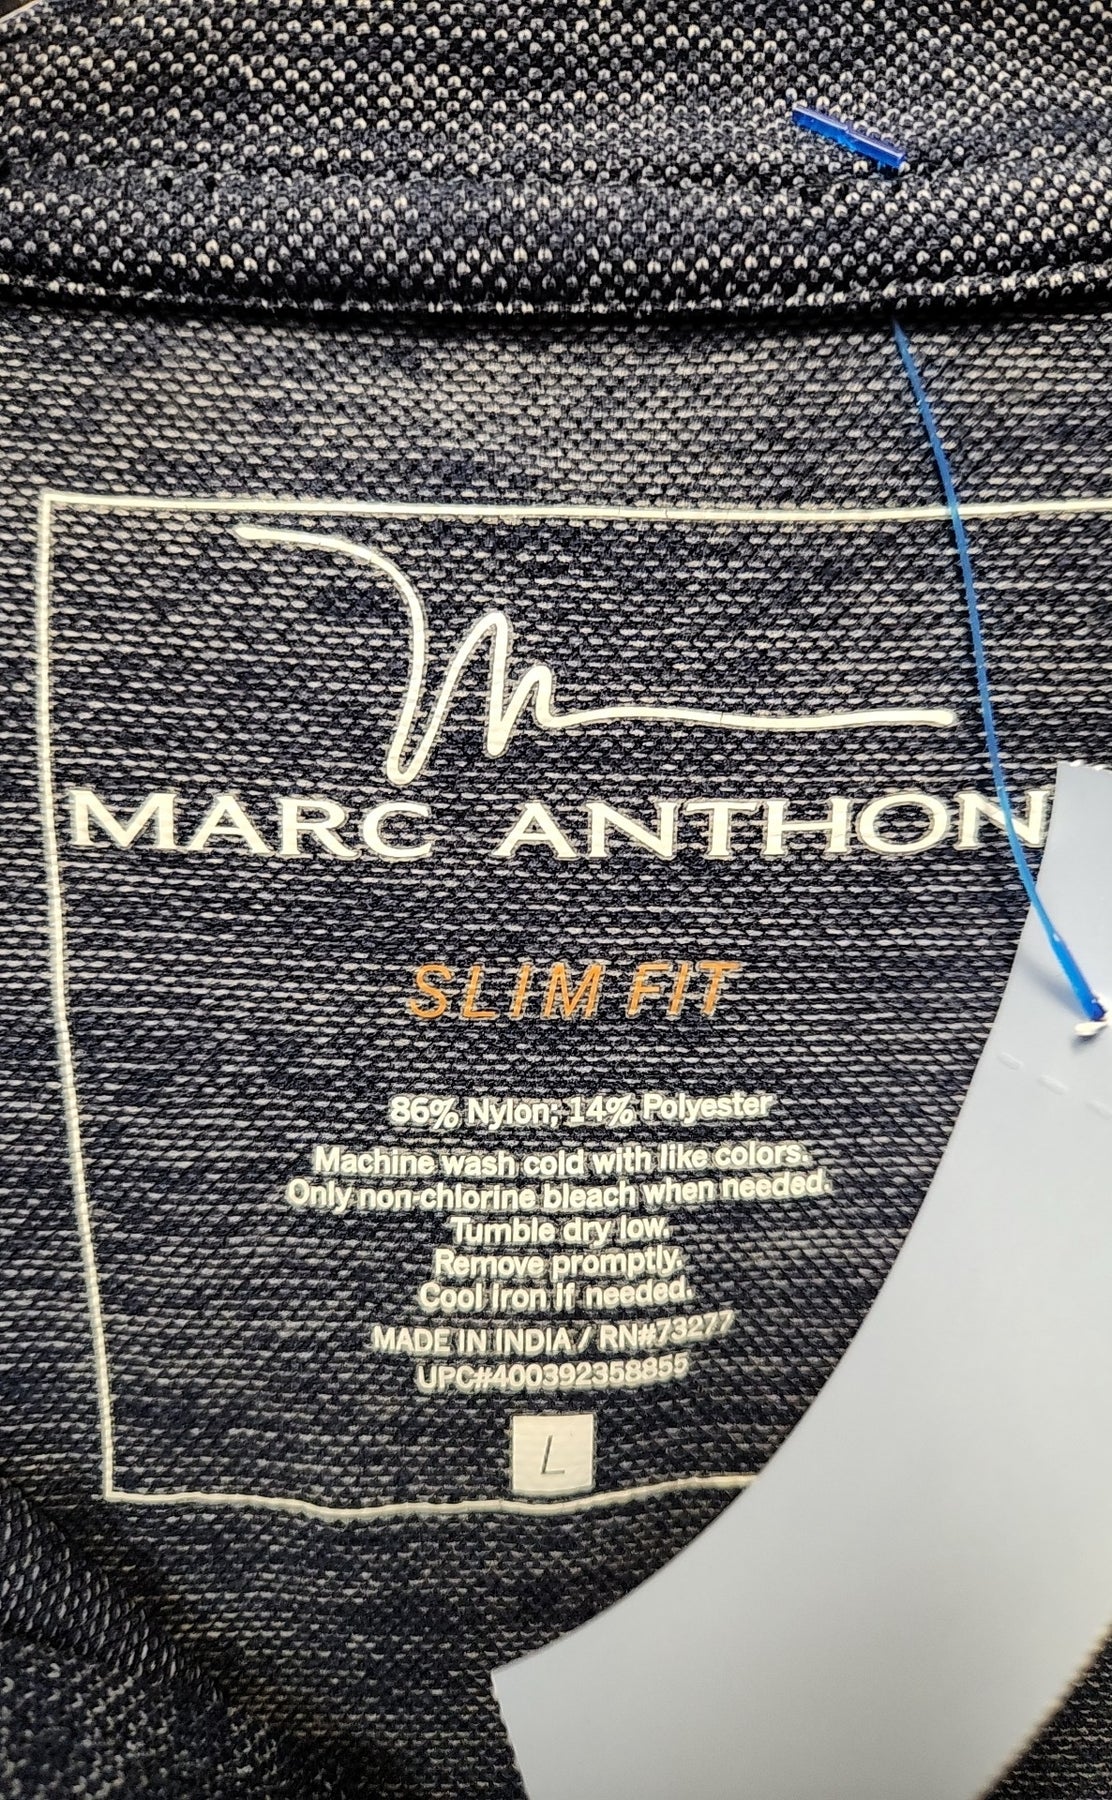 MARC ANTHON
SLIM FIT
86% Nylon; 14% Polyester
Machine wash cold with like colors.
Only non-chlorine bleach when needed.
Tumble dry low.
Remove promptly.
Cool Iron If needed.
MADE IN INDIA / RN#73277
UPC#400392358855
L